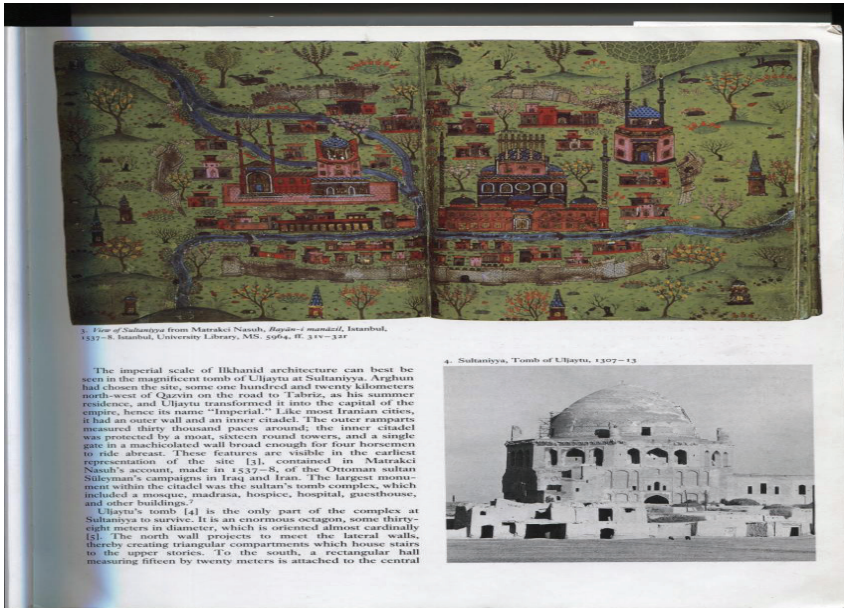 3. View of Sultaniyya from Matrakci Nasuh, Bayān-i manāzil, Istanbul,
1537–8. Istanbul, University Library, MS. 5964, ff. 31v–32r
The imperial scale of Ilkhanid architecture can best be
seen in the magnificent tomb of Uljaytu at Sultaniyya. Arghun
had chosen the site, some one hundred and twenty kilometers
north-west of Qazvin on the road to Tabriz, as his summer
residence, and Uljaytu transformed it into the capital of the
empire, hence its name "Imperial." Like most Iranian cities,
it had an outer wall and an inner citadel. The outer ramparts
measured thirty thousand paces around; the inner citadel
was protected by a moat, sixteen round towers, and a single
gate in a machicolated wall broad enough for four horsemen
to ride abreast. These features are visible in the earliest
representation of the site [3], contained in Matrakci
Nasuh's account, made in 1537–8, of the Ottoman sultan
Süleyman's campaigns in Iraq and Iran. The largest monu-
ment within the citadel was the sultan's tomb complex, which
included a mosque, madrasa, hospice, hospital, guesthouse,
and other buildings.7
Uljaytu's tomb [4] is the only part of the complex at
Sultaniyya to survive. It is an enormous octagon, some thirty-
eight meters in diameter, which is oriented almost cardinally
[5]. The north wall projects to meet the lateral walls,
thereby creating triangular compartments which house stairs
to the upper stories. To the south, a rectangular hall
measuring fifteen by twenty meters is attached to the central
4. Sultaniyya, Tomb of Uljaytu, 1307–13